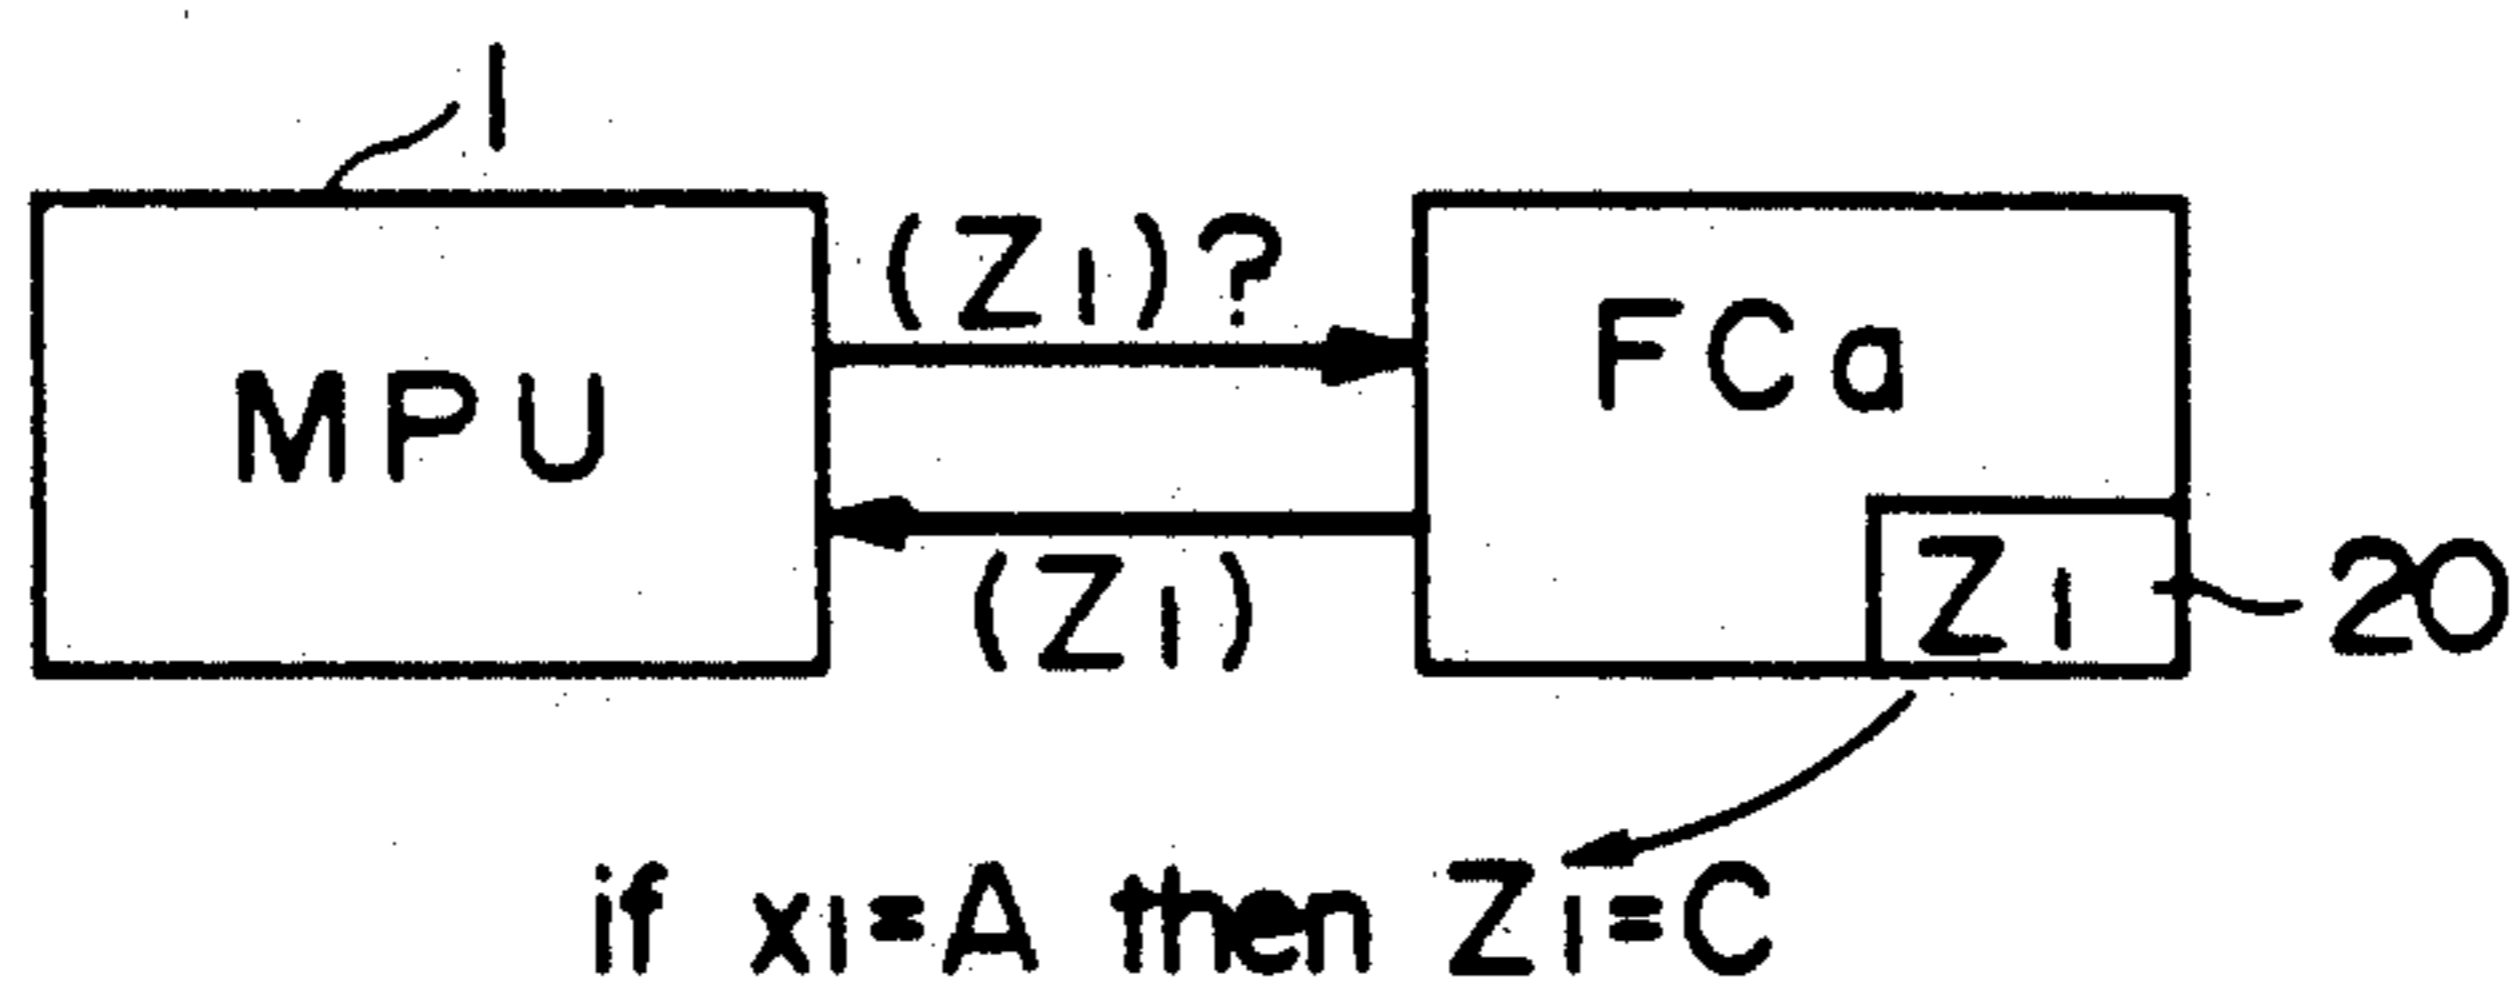 1
(Z1)?
MPU
FCa
(Z1)
Z1
20
if x1=A then Z1=C